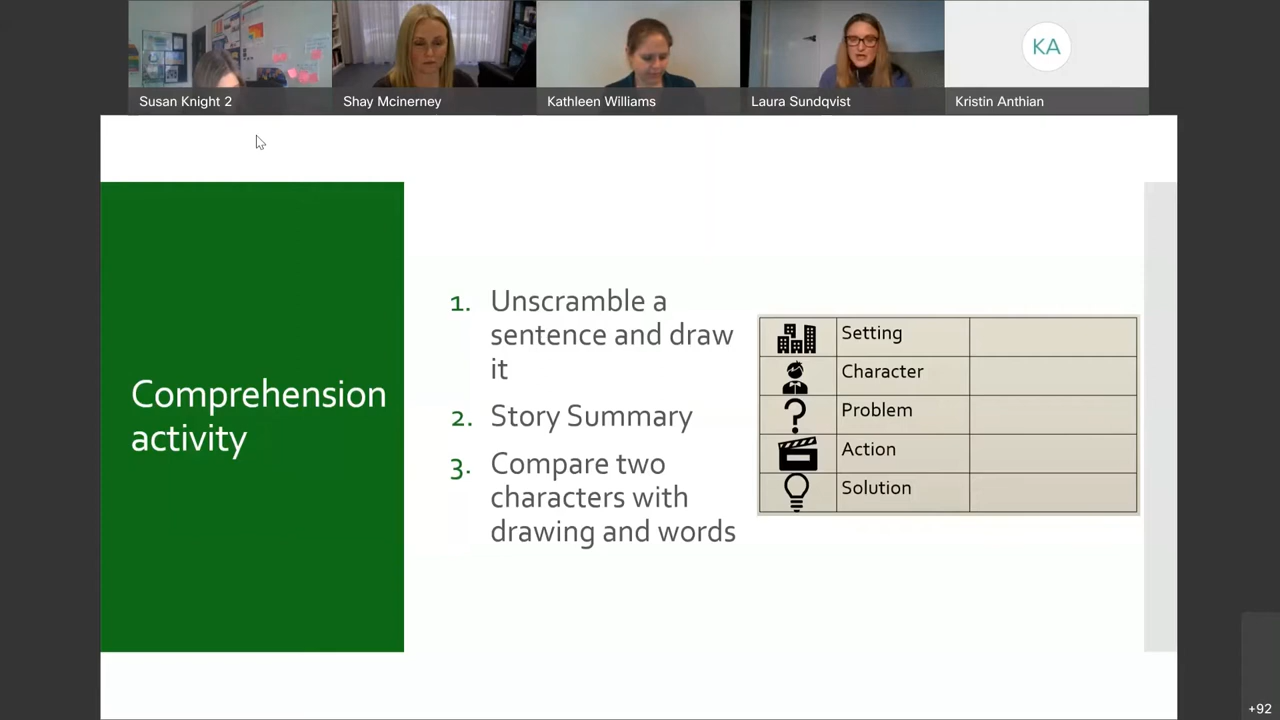 Susan Knight 2
Shay Mcinerney
Kathleen Williams
Laura Sundqvist
KA
Kristin Anthian
Comprehension
activity
1. Unscramble a
sentence and draw
it
2. Story Summary
3. Compare two
characters with
drawing and words
Setting
Character
?
Problem
Action
Solution
+92